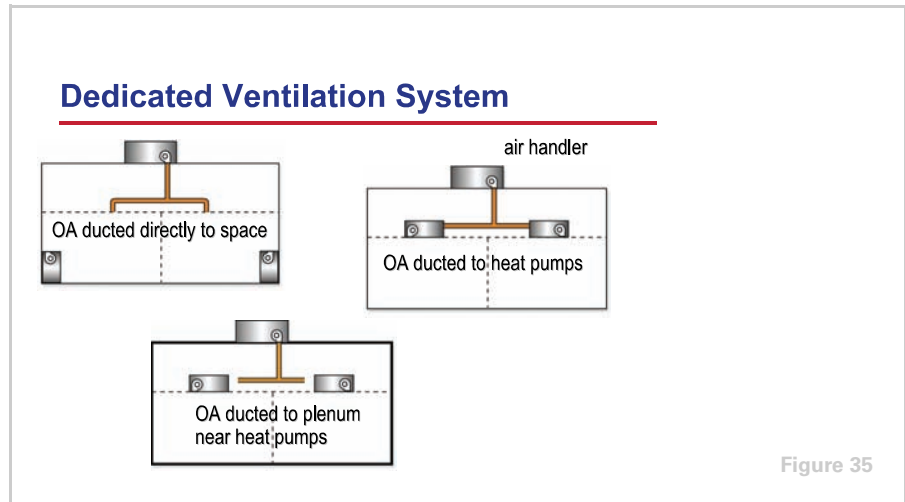 Dedicated Ventilation System
air handler
OA ducted directly to space
OA ducted to heat pumps
OA ducted to plenum
near heat pumps
Figure 35